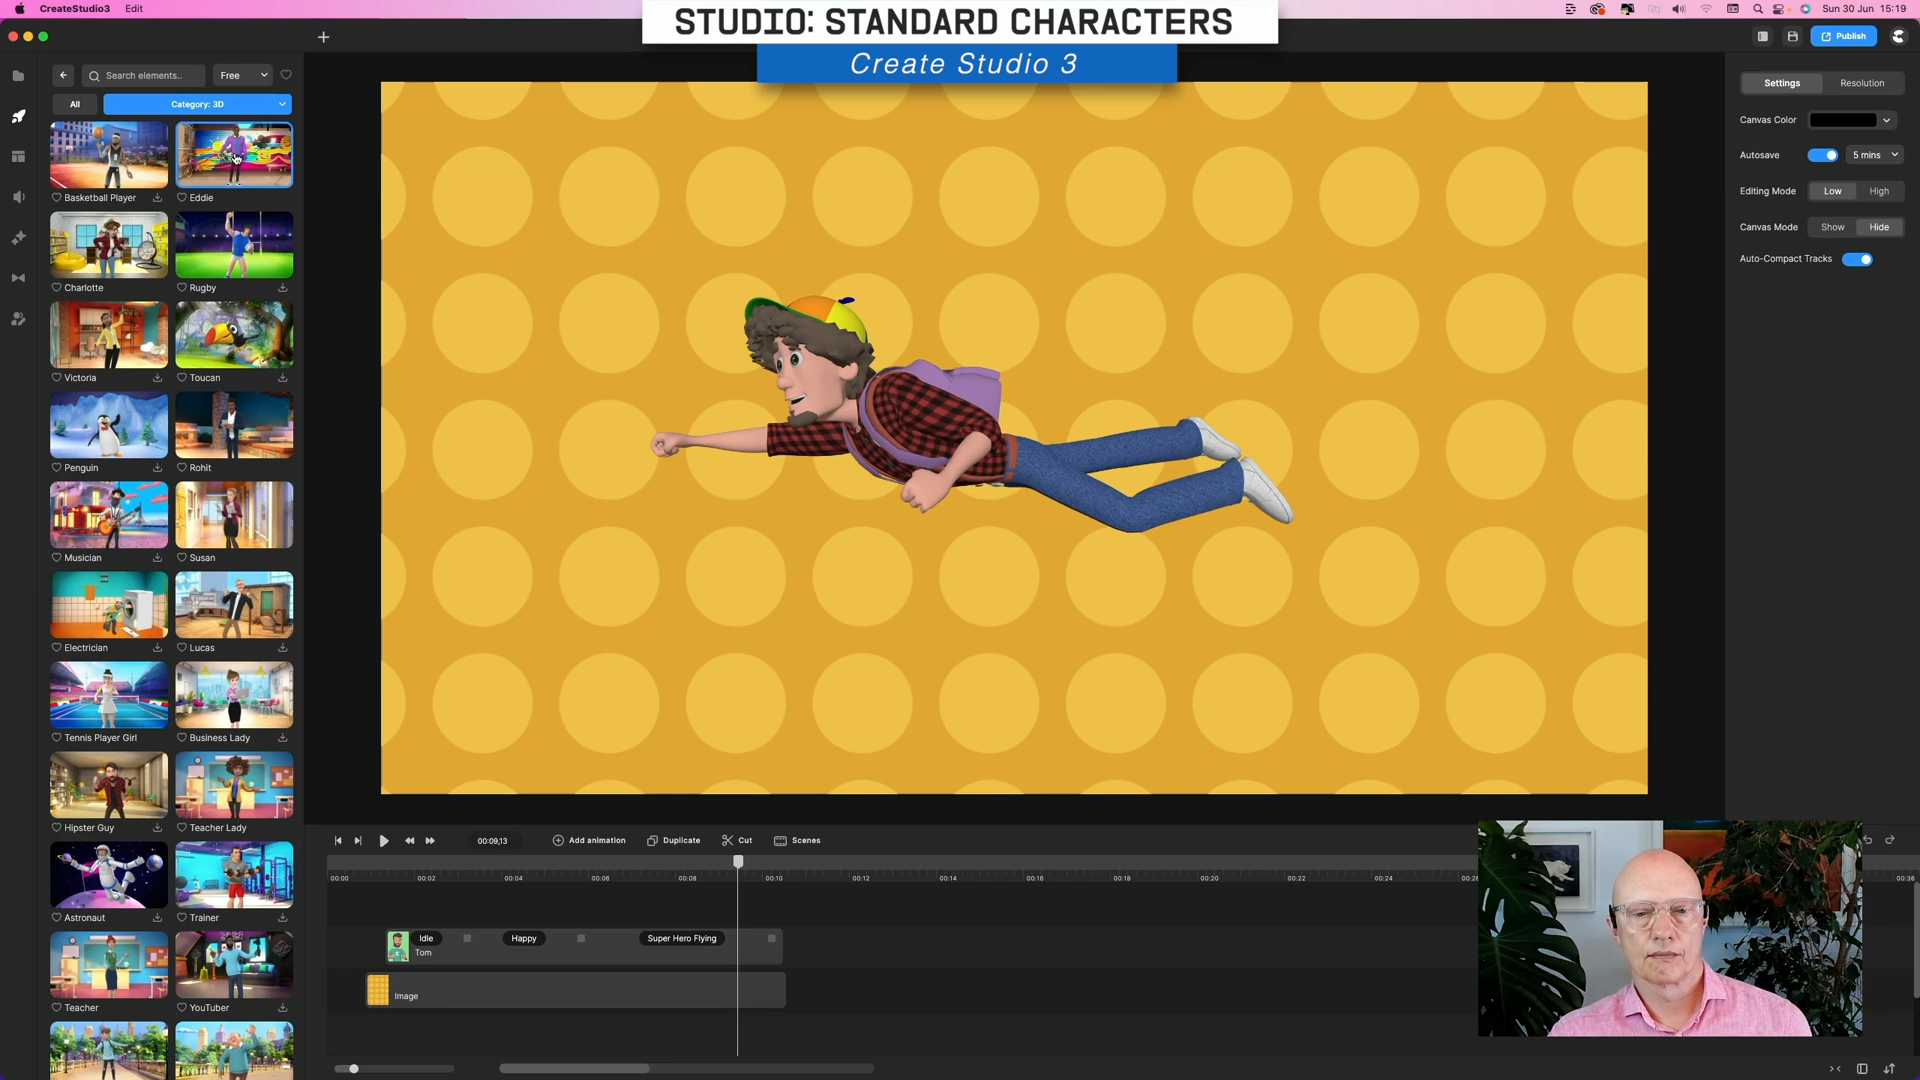 CreateStudio3 Edit
Sun 30 Jun 15:19
STUDIO: STANDARD CHARACTERS
Create Studio 3
Publish
Search elements..
Free
All
Category: 3D
Basketball Player
Eddie
Charlotte
Rugby
Victoria
Toucan
Penguin
Rohit
Musician
Susan
Electrician
Lucas
Tennis Player Girl
Business Lady
Hipster Guy
Teacher Lady
Astronaut
Trainer
Teacher
YouTuber
Settings
Resolution
Canvas Color
Autosave
5 mins
Editing Mode
Low
High
Canvas Mode
Show
Hide
Auto-Compact Tracks
00:09,13
Add animation
Duplicate
Cut
Scenes
00:00 00:02 00:04 00:06 00:08 00:10 00:12 00:14 00:16 00:18 00:20 00:22 00:24 00:26 00:36
Idle
Happy
Super Hero Flying
Tom
Image